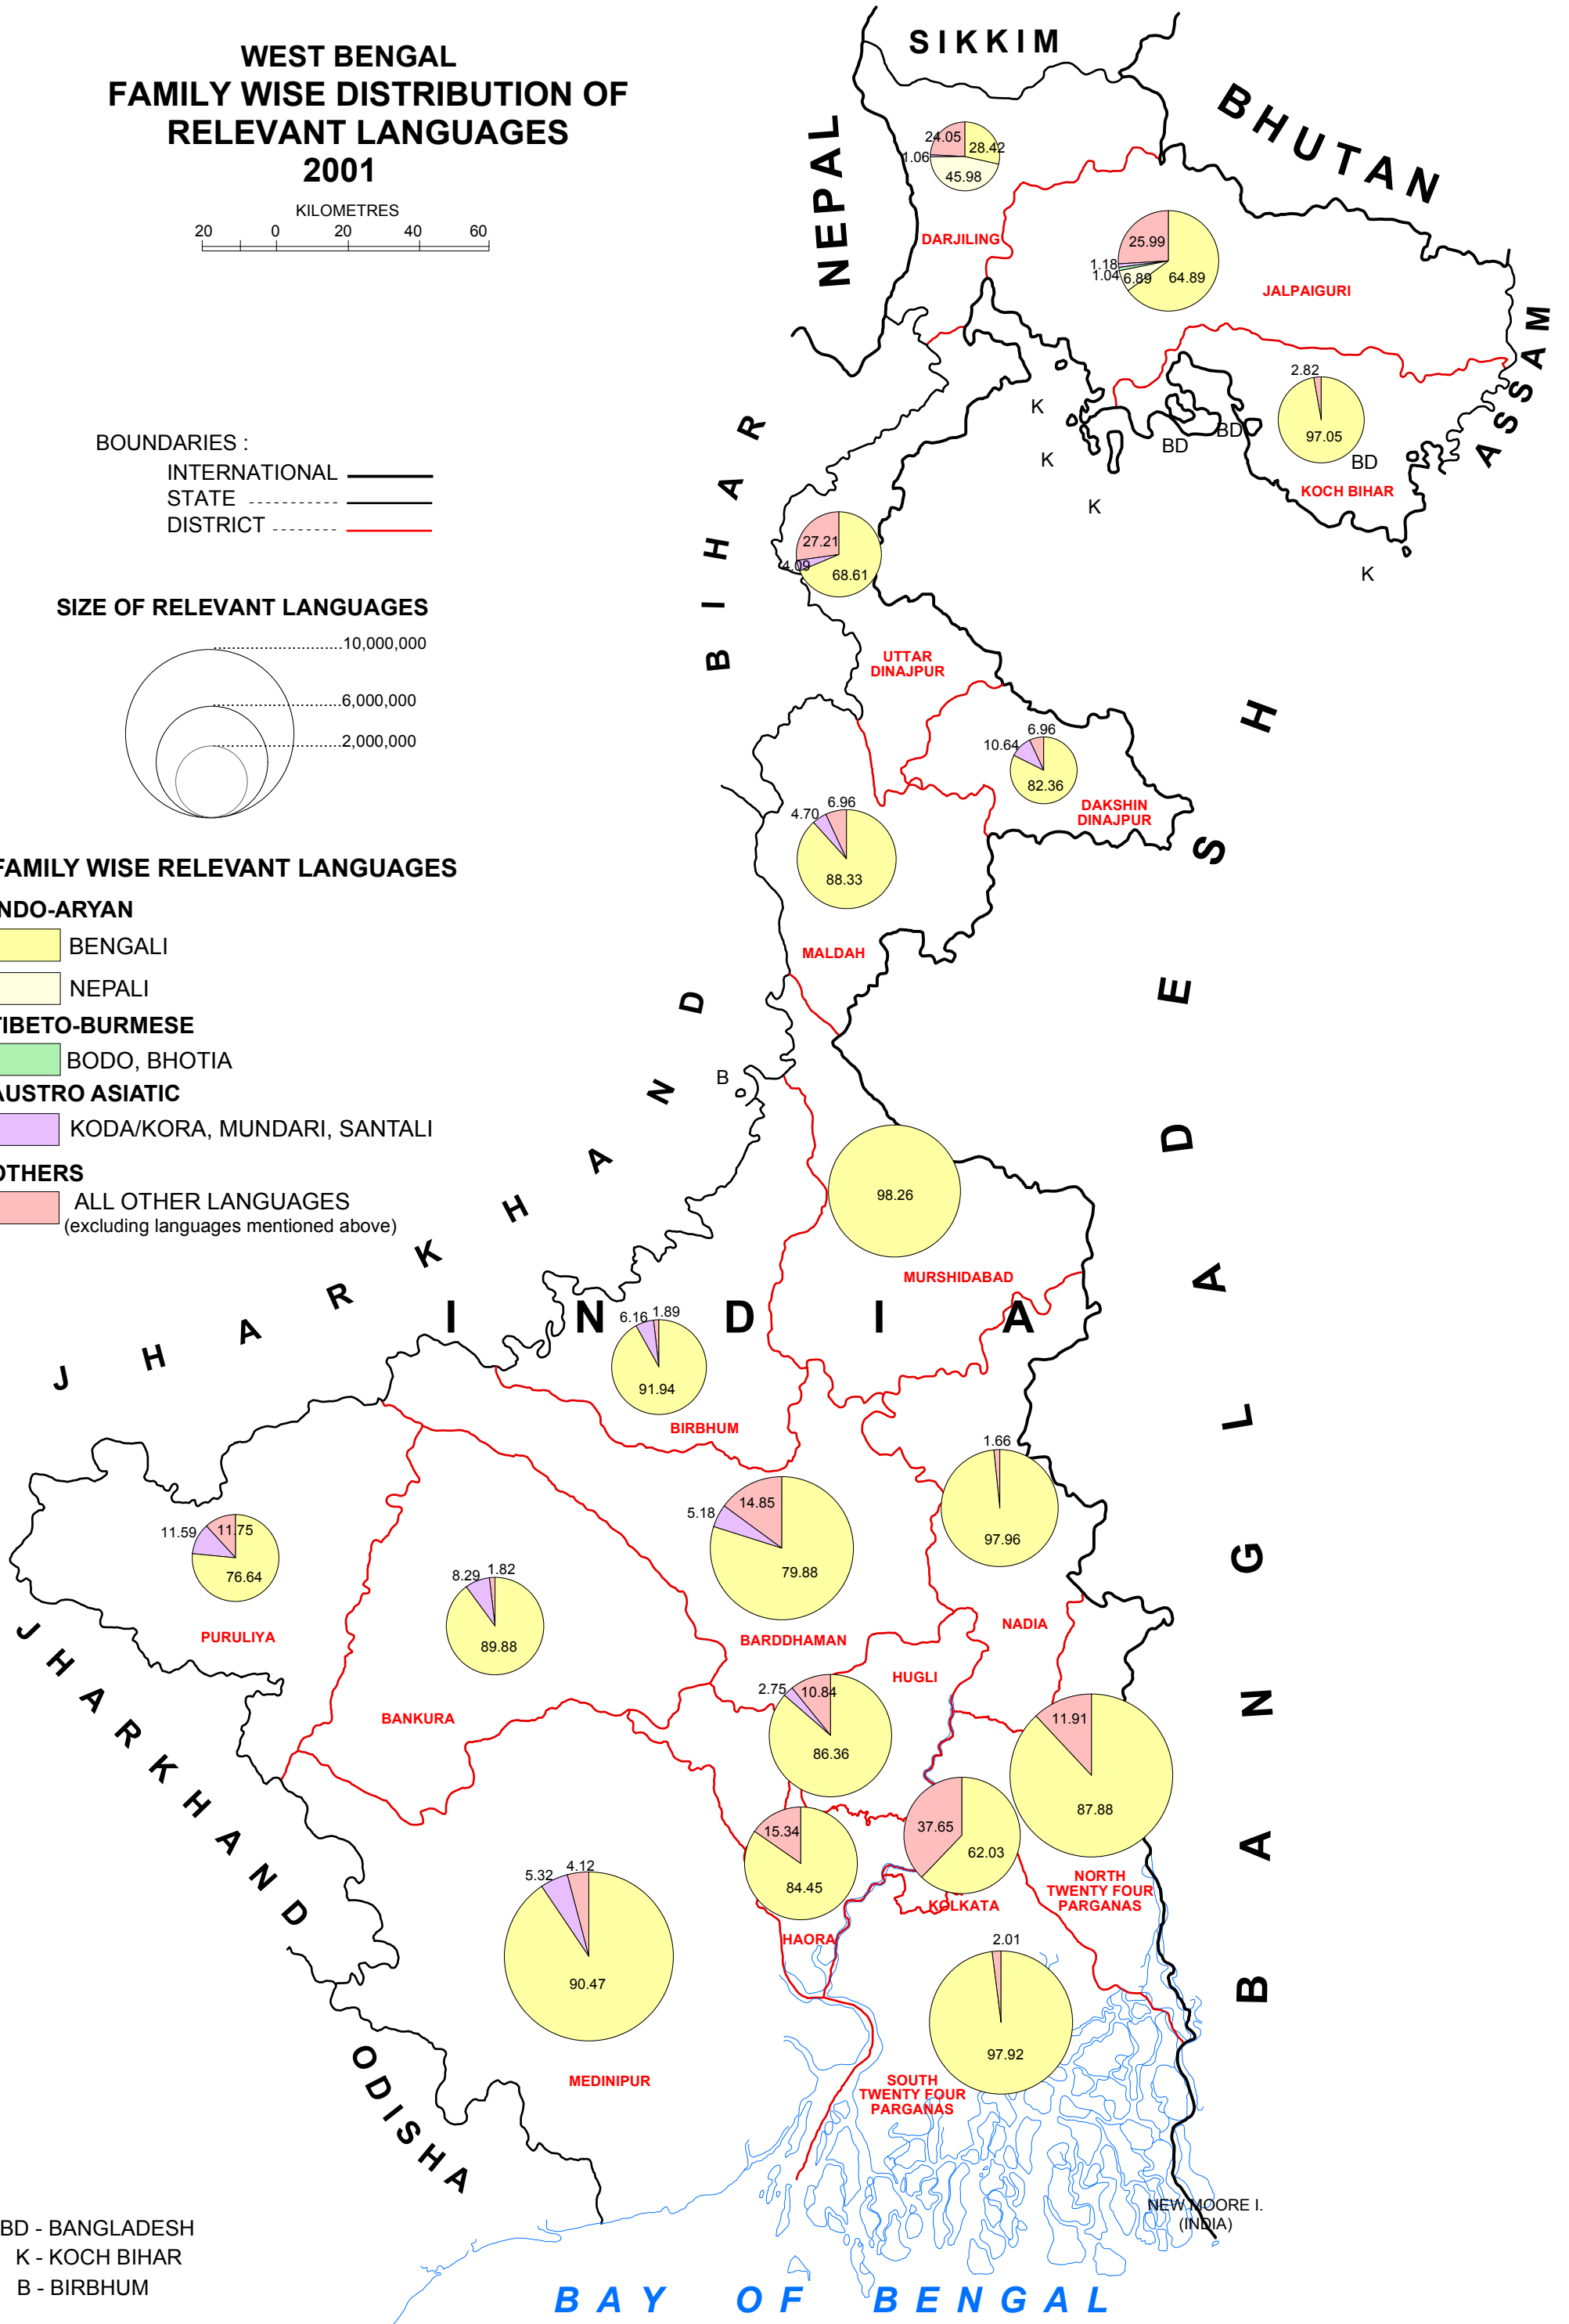 WEST BENGAL
FAMILY WISE DISTRIBUTION OF
RELEVANT LANGUAGES
2001
KILOMETRES
20 0 20 40 60
SIKKIM
BHUTAN
NEPAL
ASSAM
BIHAR
24.05
28.42
1.06
45.98
DARJILING
25.99
1.18
1.04
6.89
64.89
JALPAIGURI
2.82
97.05
KOCH BIHAR
K
K
K
K
BD
BD
BD
BOUNDARIES :
INTERNATIONAL
STATE
DISTRICT
27.21
4.09
68.61
UTTAR
DINAJPUR
SIZE OF RELEVANT LANGUAGES
10,000,000
6,000,000
2,000,000
6.96
10.64
82.36
DAKSHIN
DINAJPUR
6.96
4.70
88.33
MALDAH
FAMILY WISE RELEVANT LANGUAGES
NDO-ARYAN
BENGALI
NEPALI
TIBETO-BURMESE
BODO, BHOTIA
AUSTRO ASIATIC
KODA/KORA, MUNDARI, SANTALI
OTHERS
ALL OTHER LANGUAGES
(excluding languages mentioned above)
B
98.26
MURSHIDABAD
JHARKHAND
INDIA
BANGLADESH
6.16
1.89
91.94
BIRBHUM
1.66
97.96
NADIA
14.85
5.18
79.88
BARDDHAMAN
11.59
11.75
76.64
PURULIYA
8.29
1.82
89.88
BANKURA
HUGLI
2.75
10.84
86.36
11.91
87.88
NORTH
TWENTY FOUR
PARGANAS
37.65
62.03
KOLKATA
15.34
84.45
HAORA
JHARKHAND
5.32
4.12
90.47
MEDINIPUR
2.01
97.92
SOUTH
TWENTY FOUR
PARGANAS
ODISHA
NEW MOORE I.
(INDIA)
BD - BANGLADESH
K - KOCH BIHAR
B - BIRBHUM
BAY OF BENGAL